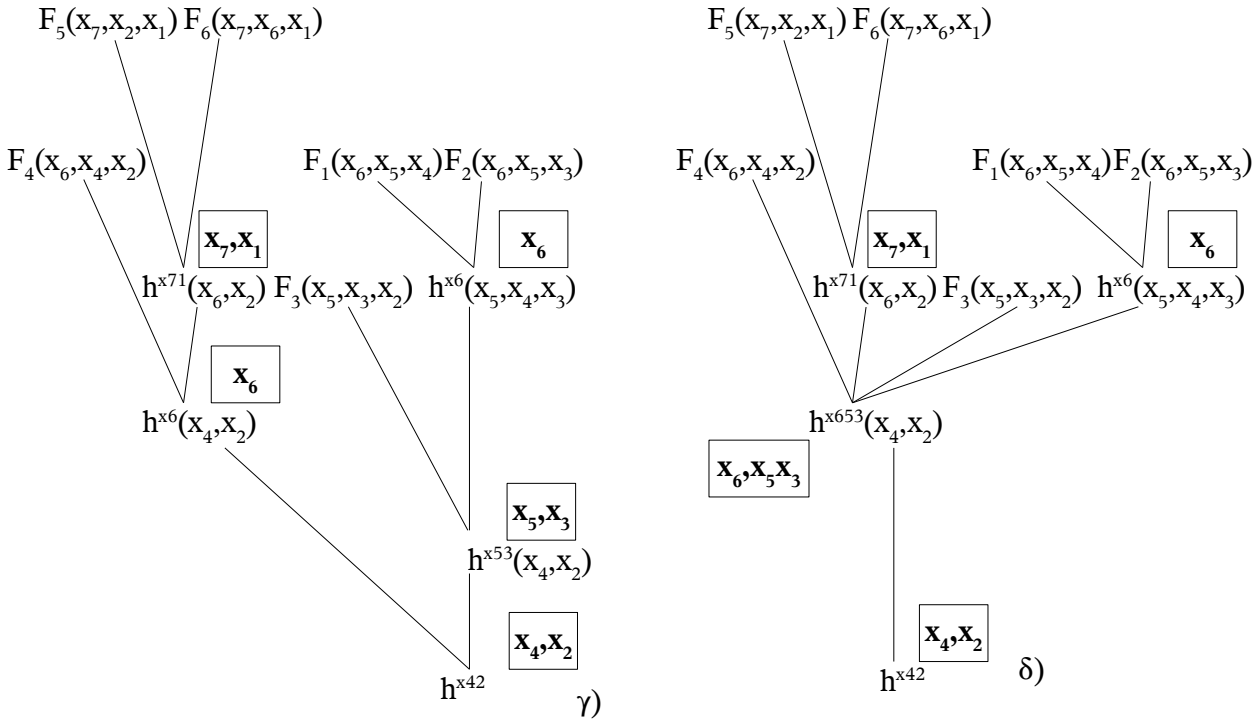 F₅(x₇,x₂,x₁) F₆(x₇,x₆,x₁)
F₄(x₆,x₄,x₂) F₁(x₆,x₅,x₄) F₂(x₆,x₅,x₃)
x₇,x₁
x₆
hˣ⁷¹(x₆,x₂) F₃(x₅,x₃,x₂) hˣ⁶(x₅,x₄,x₃)
x₆
hˣ⁶(x₄,x₂)
x₅,x₃
hˣ⁵³(x₄,x₂)
x₄,x₂
hˣ⁴²
γ)
F₅(x₇,x₂,x₁) F₆(x₇,x₆,x₁)
F₄(x₆,x₄,x₂) F₁(x₆,x₅,x₄) F₂(x₆,x₅,x₃)
x₇,x₁
x₆
hˣ⁷¹(x₆,x₂) F₃(x₅,x₃,x₂) hˣ⁶(x₅,x₄,x₃)
hˣ⁶⁵³(x₄,x₂)
x₆,x₅x₃
x₄,x₂
hˣ⁴²
δ)